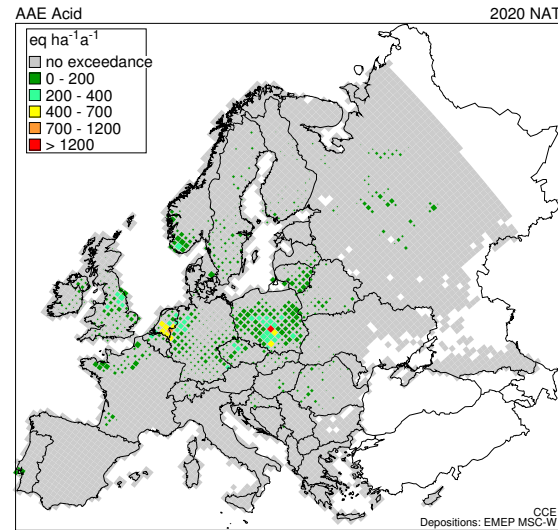 AAE Acid 2020 NAT
eq ha⁻¹a⁻¹
no exceedance
0 - 200
200 - 400
400 - 700
700 - 1200
> 1200
CCE
Depositions: EMEP MSC-W